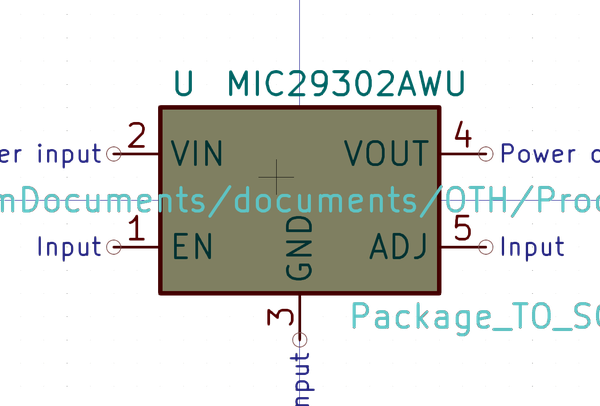 U MIC29302AWU
er input 2 VIN VOUT 4 Power
mDocuments/documents/OTH/Pro
Input 1 EN GND ADJ 5 Input
3 Package_TO_S
nput